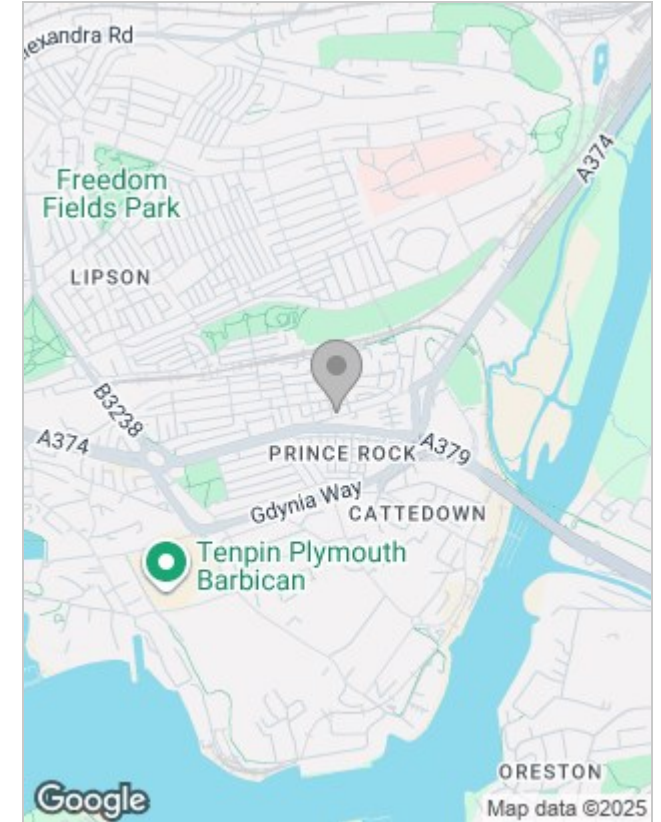 lexandra Rd
A374
Freedom
Fields Park
LIPSON
B3238
A374
PRINCE ROCK
A379
Gdynia Way
CATTEDOWN
Tenpin Plymouth
Barbican
ORESTON
Google
Map data ©2025